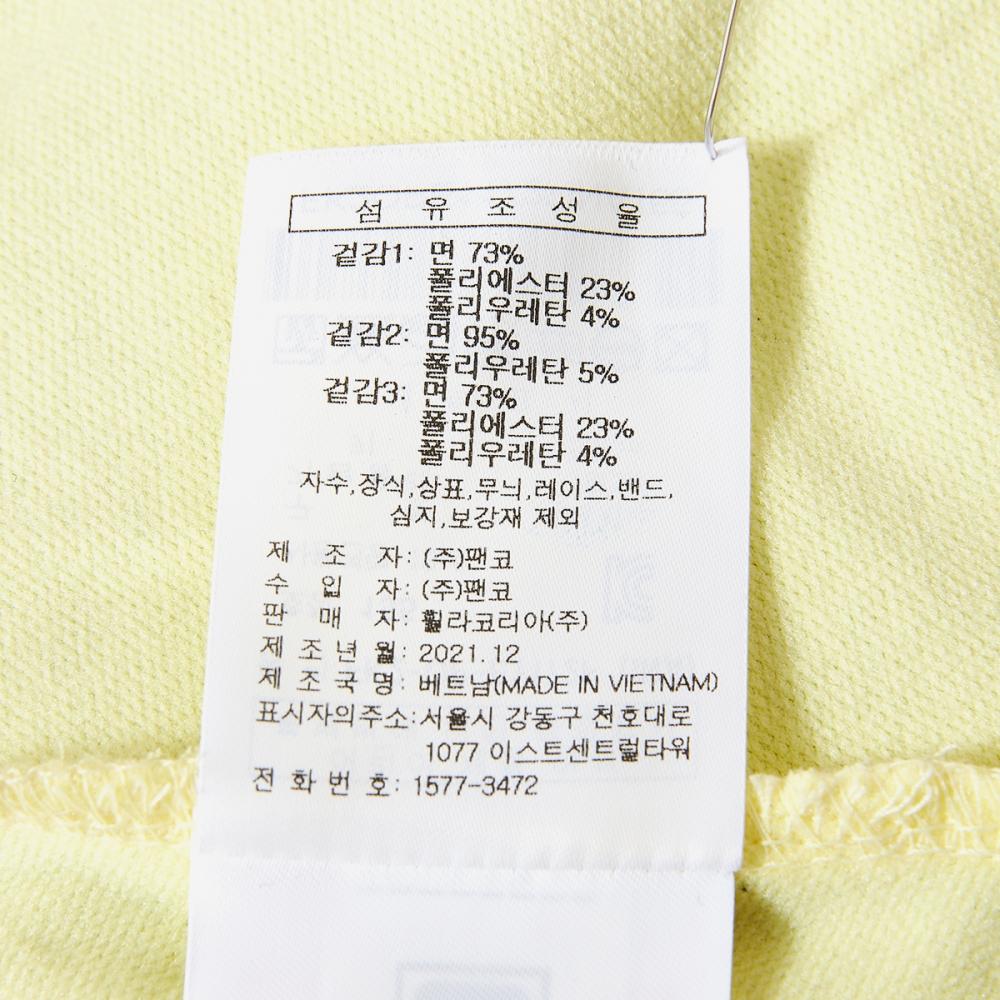 섬 유 조 성 율
겉감1: 면 73%
폴리에스터 23%
폴리우레탄 4%
겉감2: 면 95%
폴리우레탄 5%
겉감3: 면 73%
폴리에스터 23%
폴리우레탄 4%
자수,장식,상표,무늬,레이스,밴드,
심지,보강재 제외
제 조 자: (주)팬코
수 입 자: (주)팬코
판 매 자: 휠라코리아(주)
제 조 년 월: 2021.12
제 조 국 명: 베트남(MADE IN VIETNAM)
표시자의주소:서울시 강동구 천호대로
1077 이스트센트럴타워
전 화 번 호: 1577-3472